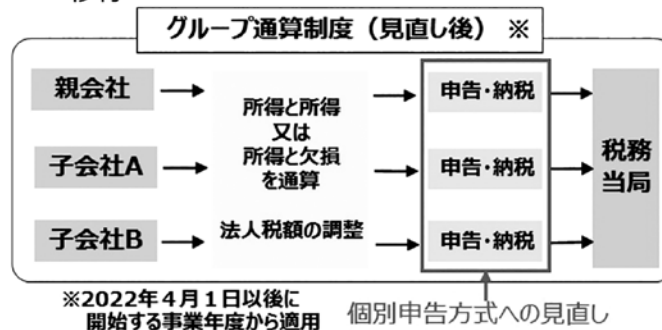 グループ通算制度（見直し後）※
親会社
子会社A
子会社B
所得と所得
又は
所得と欠損
を通算
法人税額の調整
申告・納税
申告・納税
申告・納税
税務
当局
※2022年４月１日以後に
開始する事業年度から適用
個別申告方式への見直し